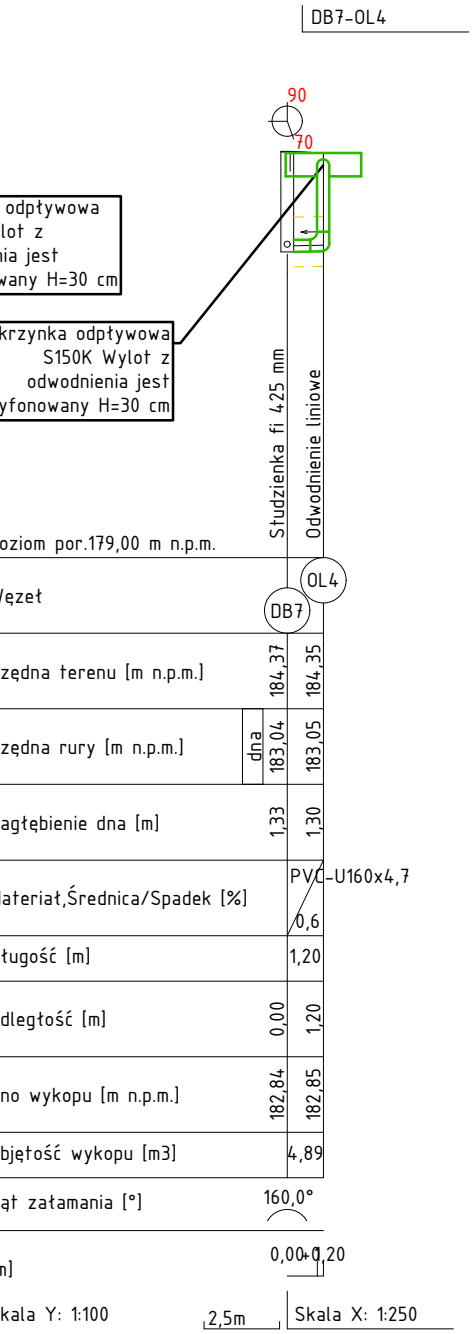 DB7-OL4
90
70
odpływowa
lot z
nia jest
wany H=30 cm
krzynka odpływowa
S150K Wylot z
odwodnienia jest
yfonowany H=30 cm
Studzienka fi 425 mm
Odwodnienie liniowe
oziom por.179,00 m n.p.m.
Węzeł
DB7
OL4
zędna terenu [m n.p.m.]
184,37
184,35
zędna rury [m n.p.m.]
dna
183,04
183,05
agłębienie dna [m]
1,33
1,30
Materiał,Średnica/Spadek [%]
PVC-U160x4,7
0,6
ługość [m]
1,20
dległość [m]
0,00
1,20
no wykopu [m n.p.m.]
182,84
182,85
bjętość wykopu [m3]
4,89
ąt załamania [°]
160,0°
m]
0,00+0
1,20
kala Y: 1:100
2,5m
Skala X: 1:250